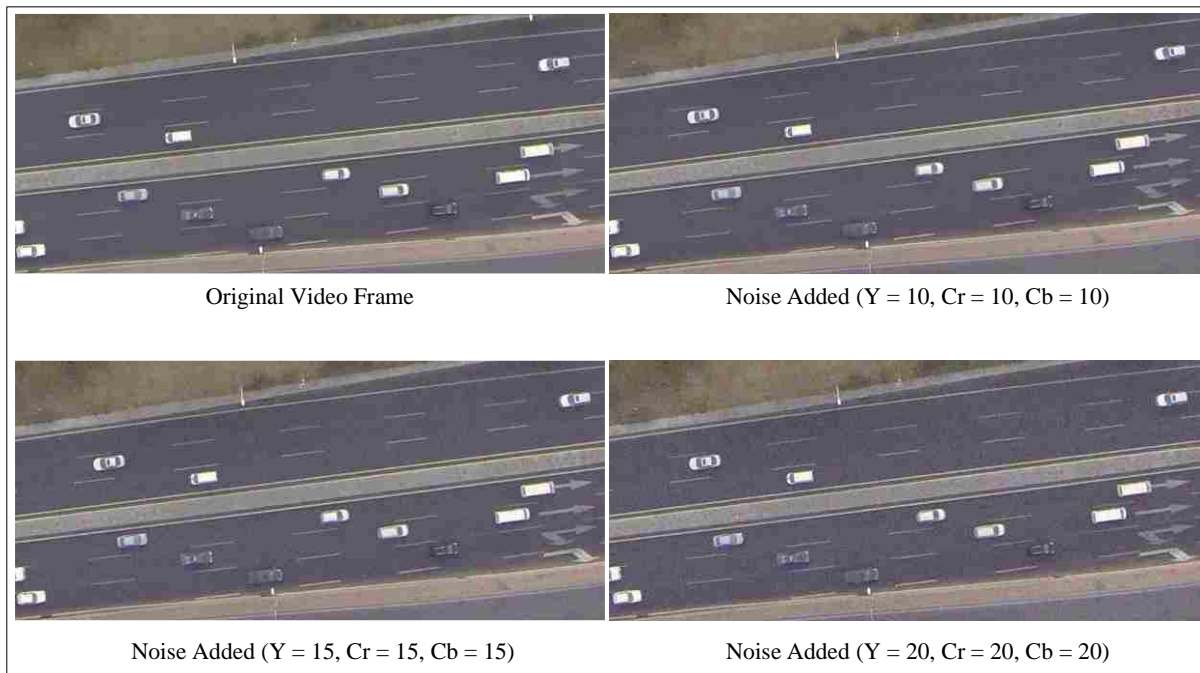 Original Video Frame
Noise Added (Y = 10, Cr = 10, Cb = 10)
Noise Added (Y = 15, Cr = 15, Cb = 15)
Noise Added (Y = 20, Cr = 20, Cb = 20)